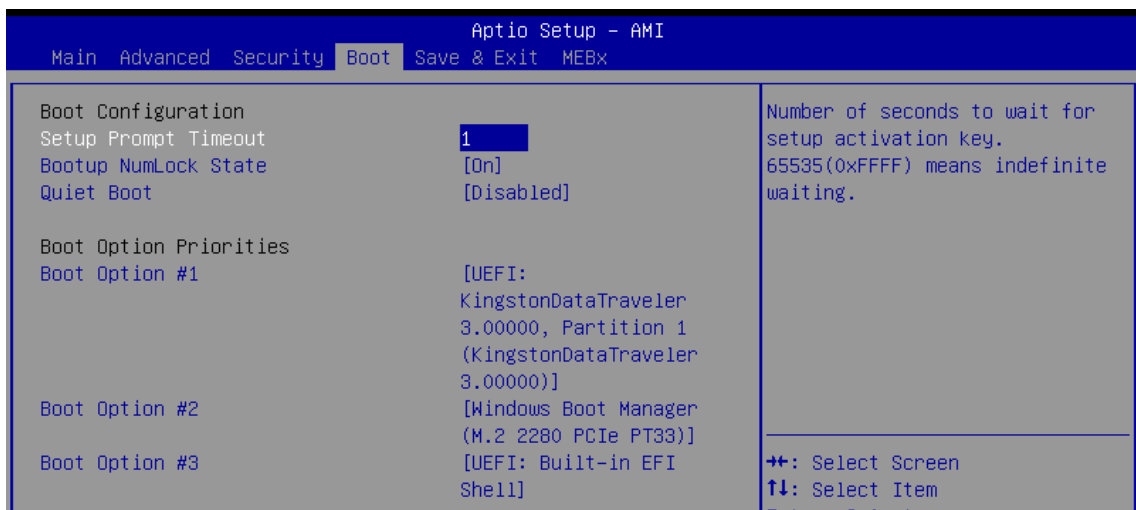 Aptio Setup – AMI
Main Advanced Security Boot Save & Exit MEBx
Boot Configuration
Setup Prompt Timeout 1
Bootup NumLock State [On]
Quiet Boot [Disabled]
Boot Option Priorities
Boot Option #1 [UEFI:
KingstonDataTraveler
3.00000, Partition 1
(KingstonDataTraveler
3.00000)]
Boot Option #2 [Windows Boot Manager
(M.2 2280 PCIe PT33)]
Boot Option #3 [UEFI: Built-in EFI
Shell]
Number of seconds to wait for
setup activation key.
65535(0xFFFF) means indefinite
waiting.
→←: Select Screen
↑↓: Select Item